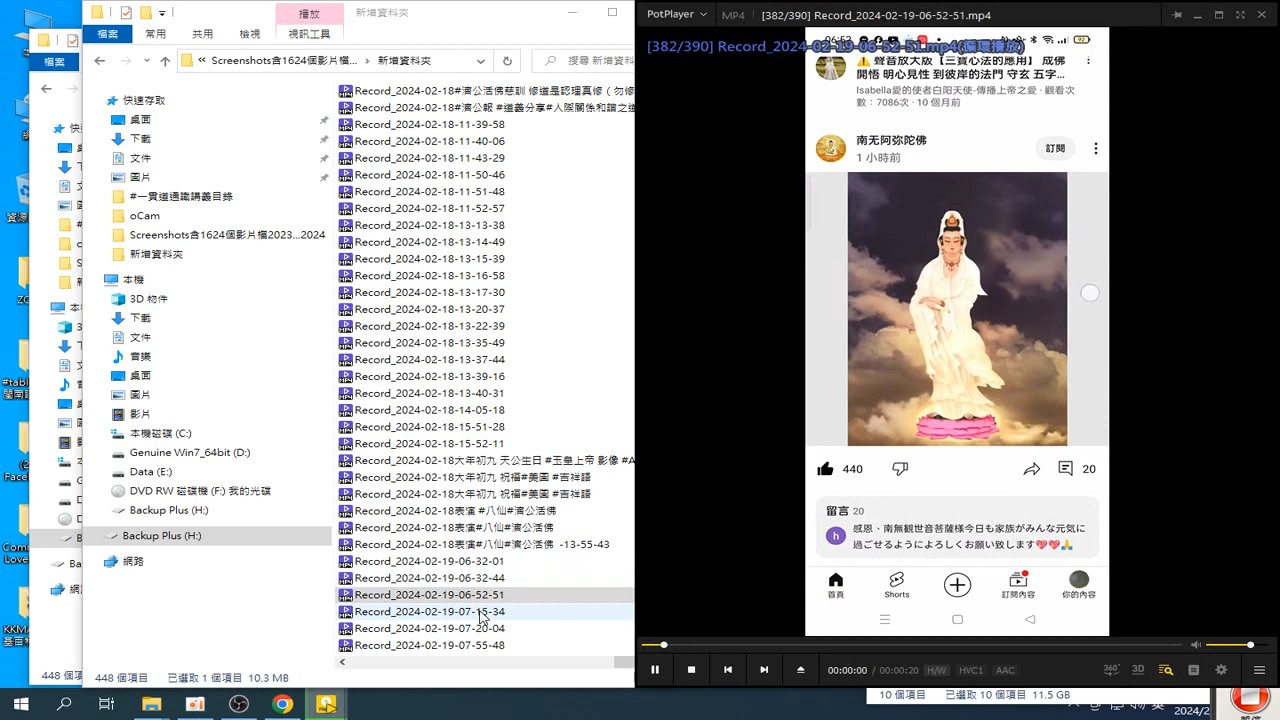 播放
新增資料夾
檔案
常用
共用
檢視
視訊工具
Screenshots含1624個影片檔...
新增資料夾
搜尋 新增資料...
快速存取
桌面
下載
文件
圖片
#一貫道通識講義目錄
oCam
Screenshots含1624個影片檔2023...2024
新增資料夾
本機
3D 物件
下載
文件
音樂
桌面
圖片
影片
本機磁碟 (C:)
Genuine Win7_64bit (D:)
Data (E:)
DVD RW 磁碟機 (F:) 我的光碟
Backup Plus (H:)
Backup Plus (H:)
網路
Record_2024-02-18#濟公活佛慈訓 修道是認理真修 ( 勿修
Record_2024-02-18#濟公報 #道義分享#人際關係和諧之道
Record_2024-02-18-11-39-58
Record_2024-02-18-11-40-06
Record_2024-02-18-11-43-29
Record_2024-02-18-11-50-46
Record_2024-02-18-11-51-48
Record_2024-02-18-11-52-57
Record_2024-02-18-13-13-38
Record_2024-02-18-13-14-49
Record_2024-02-18-13-15-39
Record_2024-02-18-13-16-58
Record_2024-02-18-13-17-30
Record_2024-02-18-13-20-37
Record_2024-02-18-13-22-39
Record_2024-02-18-13-35-49
Record_2024-02-18-13-37-44
Record_2024-02-18-13-39-16
Record_2024-02-18-13-40-31
Record_2024-02-18-14-05-18
Record_2024-02-18-15-51-28
Record_2024-02-18-15-52-11
Record_2024-02-18大年初九 天公生日 #玉皇上帝 影像 #A
Record_2024-02-18大年初九 祝福#美圖 #吉祥語
Record_2024-02-18大年初九 祝福#美圖 #吉祥語
Record_2024-02-18表演 #八仙#濟公活佛
Record_2024-02-18表演#八仙#濟公活佛
Record_2024-02-18表演#八仙#濟公活佛 -13-55-43
Record_2024-02-19-06-32-01
Record_2024-02-19-06-32-44
Record_2024-02-19-06-52-51
Record_2024-02-19-07-15-34
Record_2024-02-19-07-20-04
Record_2024-02-19-07-55-48
448 個項目
已選取 1 個項目 10.3 MB
PotPlayer
MP4
[382/390] Record_2024-02-19-06-52-51.mp4
[382/390] Record_2024-02-19-06-52-51.mp4(循環播放)
92
聲音放大版【三寶心法的應用】 成佛
開悟 明心見性 到彼岸的法門 守玄 五字...
Isabella愛的使者白阳天使-傳播上帝之愛 · 觀看次
數：7086次 · 10 個月前
南无阿弥陀佛
1 小時前
訂閱
440
20
留言 20
h
感恩、南無観世音菩薩様今日も家族がみんな元気に
過ごせるようによろしくお願い致します
首頁
Shorts
訂閱內容
你的內容
00:00:00 / 00:00:20
H/W
HVC1
AAC
360°
3D
10 個項目
已選取 10 個項目 11.5 GB
2024/2